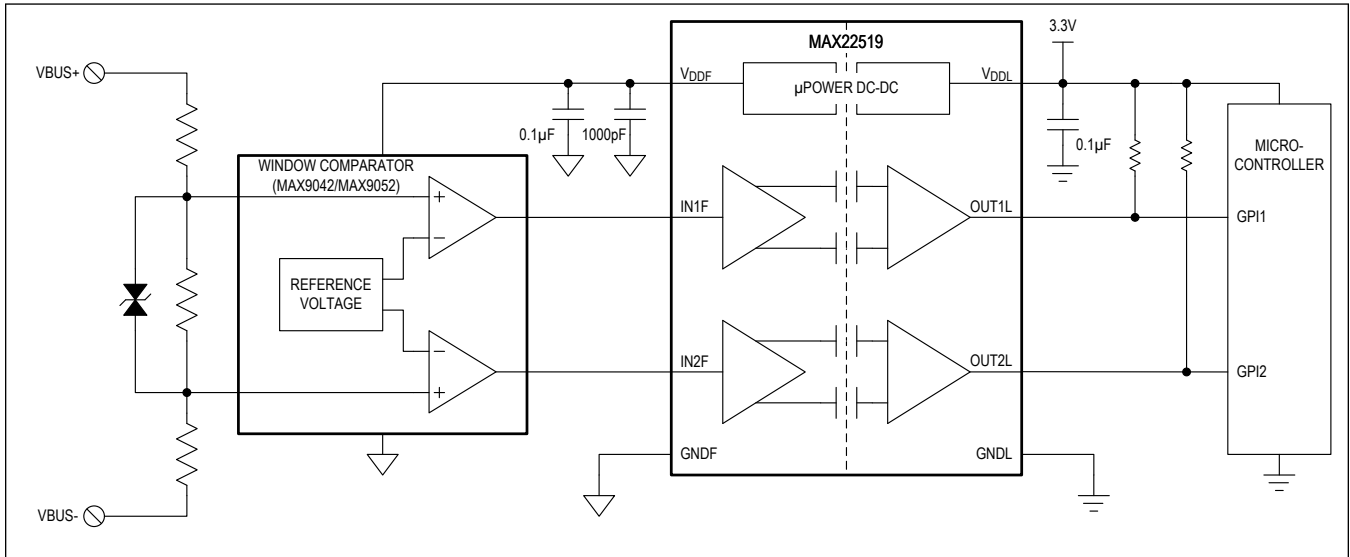 MAX22519
3.3V
VBUS+
VDDF
µPOWER DC-DC
VDDL
0.1µF
1000pF
0.1µF
MICRO-
CONTROLLER
WINDOW COMPARATOR
(MAX9042/MAX9052)
+
−
IN1F
OUT1L
GPI1
REFERENCE
VOLTAGE
−
+
IN2F
OUT2L
GPI2
GNDF
GNDL
VBUS-